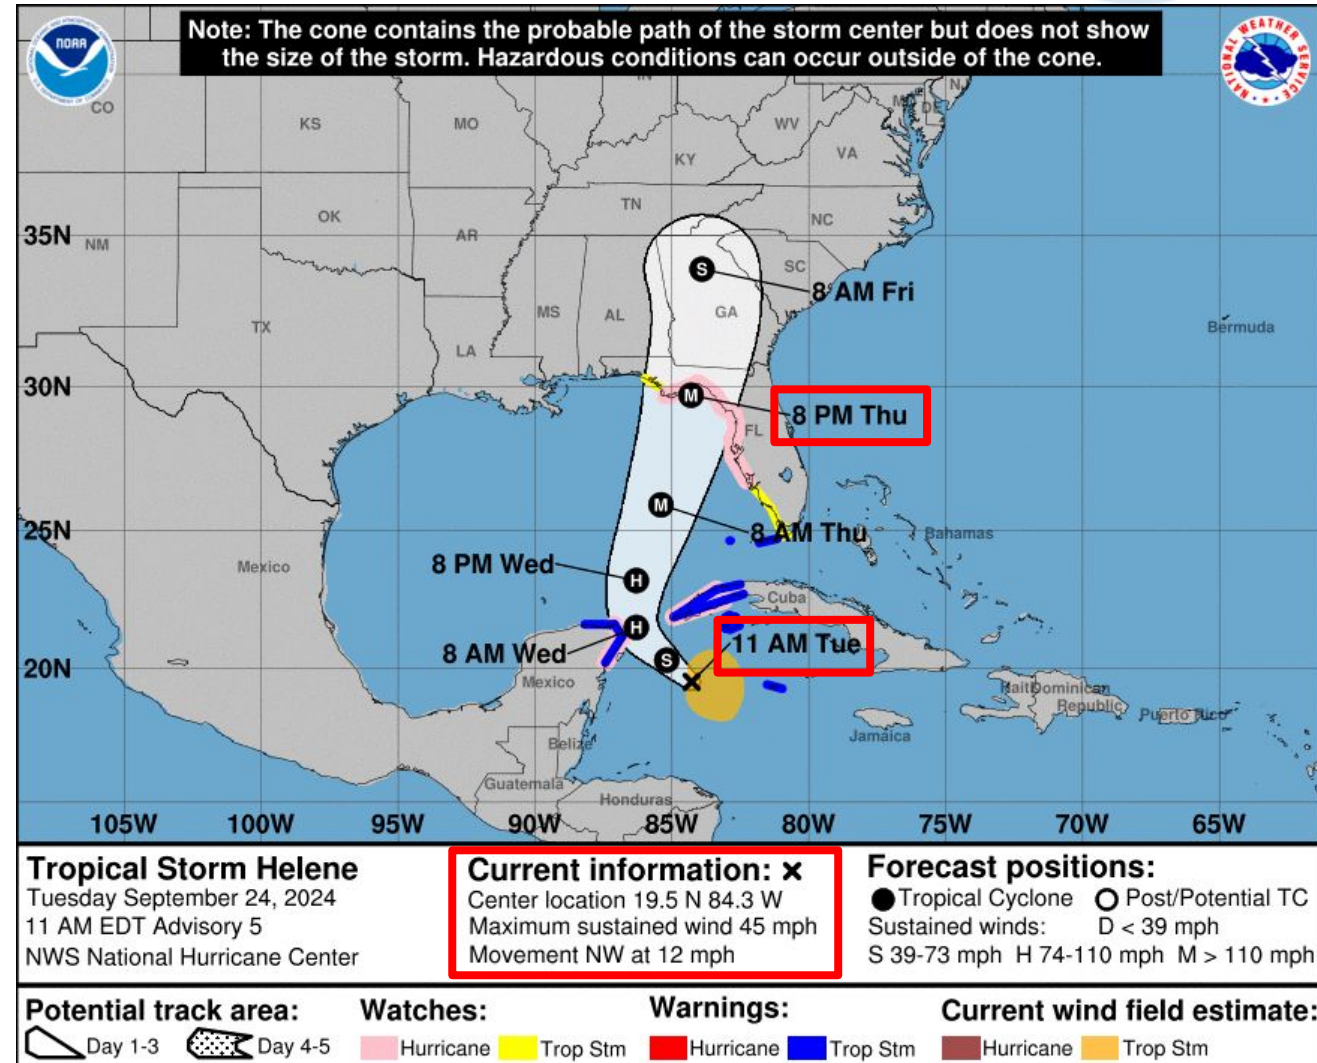 Note: The cone contains the probable path of the storm center but does not show
the size of the storm. Hazardous conditions can occur outside of the cone.
NOAA
NATIONAL WEATHER SERVICE
CO
KS
MO
WV
VA
KY
NJ
DE
NM
OK
AR
TN
NC
SC
MS
AL
GA
TX
LA
FL
35N
30N
25N
20N
8 AM Fri
Bermuda
8 PM Thu
8 AM Thu
Bahamas
Mexico
8 PM Wed
Cuba
8 AM Wed
11 AM Tue
Mexico
Haiti
Dominican
Republic
Puerto Rico
Jamaica
Belize
Guatemala
Honduras
105W 100W 95W 90W 85W 80W 75W 70W 65W
S
M
M
H
H
S
Tropical Storm Helene
Tuesday September 24, 2024
11 AM EDT Advisory 5
NWS National Hurricane Center
Current information: ×
Center location 19.5 N 84.3 W
Maximum sustained wind 45 mph
Movement NW at 12 mph
Forecast positions:
● Tropical Cyclone ○ Post/Potential TC
Sustained winds: D < 39 mph
S 39-73 mph H 74-110 mph M > 110 mph
Potential track area:
Day 1-3 Day 4-5
Watches:
Hurricane Trop Stm
Warnings:
Hurricane Trop Stm
Current wind field estimate:
Hurricane Trop Stm